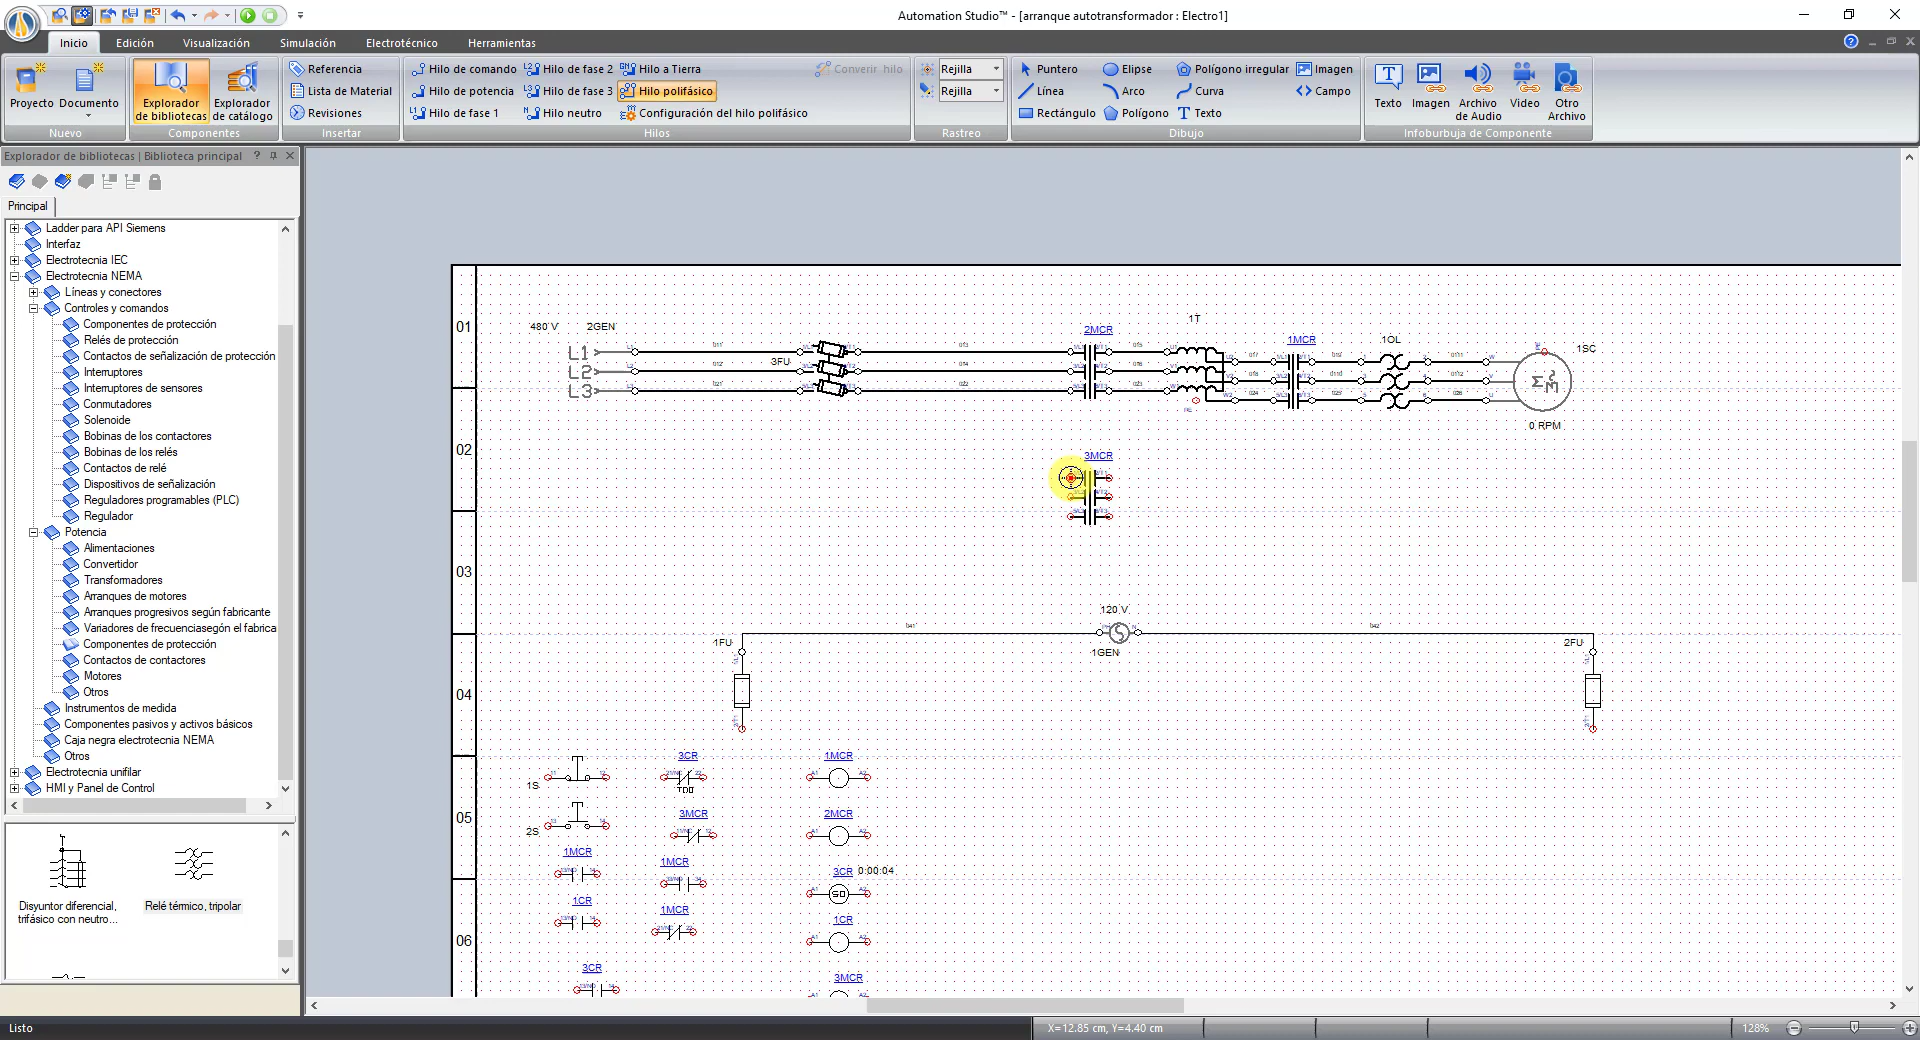 Automation Studio™ - [arranque autotransformador : Electro1]
Inicio Edición Visualización Simulación Electrotécnico Herramientas
Proyecto Documento
Nuevo
Explorador de bibliotecas
Explorador de catálogo
Componentes
Referencia
Lista de Material
Revisiones
Insertar
Hilo de comando Hilo de fase 2 Hilo a Tierra Convertir hilo
Hilo de potencia Hilo de fase 3 Hilo polifásico
Hilo de fase 1 Hilo neutro Configuración del hilo polifásico
Hilos
Rejilla
Rejilla
Rastreo
Puntero Elipse Polígono irregular Imagen
Línea Arco Curva Campo
Rectángulo Polígono Texto
Dibujo
Texto Imagen Archivo de Audio Video Otro Archivo
Infoburbuja de Componente
Explorador de bibliotecas | Biblioteca principal
Principal
Ladder para API Siemens
Interfaz
Electrotecnia IEC
Electrotecnia NEMA
Líneas y conectores
Controles y comandos
Componentes de protección
Relés de protección
Contactos de señalización de protección
Interruptores
Interruptores de sensores
Conmutadores
Solenoide
Bobinas de los contactores
Bobinas de los relés
Contactos de relé
Dispositivos de señalización
Reguladores programables (PLC)
Regulador
Potencia
Alimentaciones
Convertidor
Transformadores
Arranques de motores
Arranques progresivos según fabricante
Variadores de frecuenciasegón el fabrica
Componentes de protección
Contactos de contactores
Motores
Otros
Instrumentos de medida
Componentes pasivos y activos básicos
Caja negra electrotecnia NEMA
Otros
Electrotecnia unifilar
HMI y Panel de Control
Disyuntor diferencial, trifásico con neutro...
Relé térmico, tripolar
01
02
03
04
05
06
480 V 2GEN
L1
L2
L3
3FU
2MCR
1T
1MCR
1OL
1SC
0 RPM
3MCR
120 V
1GEN
1FU
2FU
1S
3CR
1MCR
2S
3MCR
2MCR
1MCR
1MCR
3CR 0:00:04
1CR
1MCR
1CR
3CR
3MCR
Listo
X=12.85 cm, Y=4.40 cm
128%